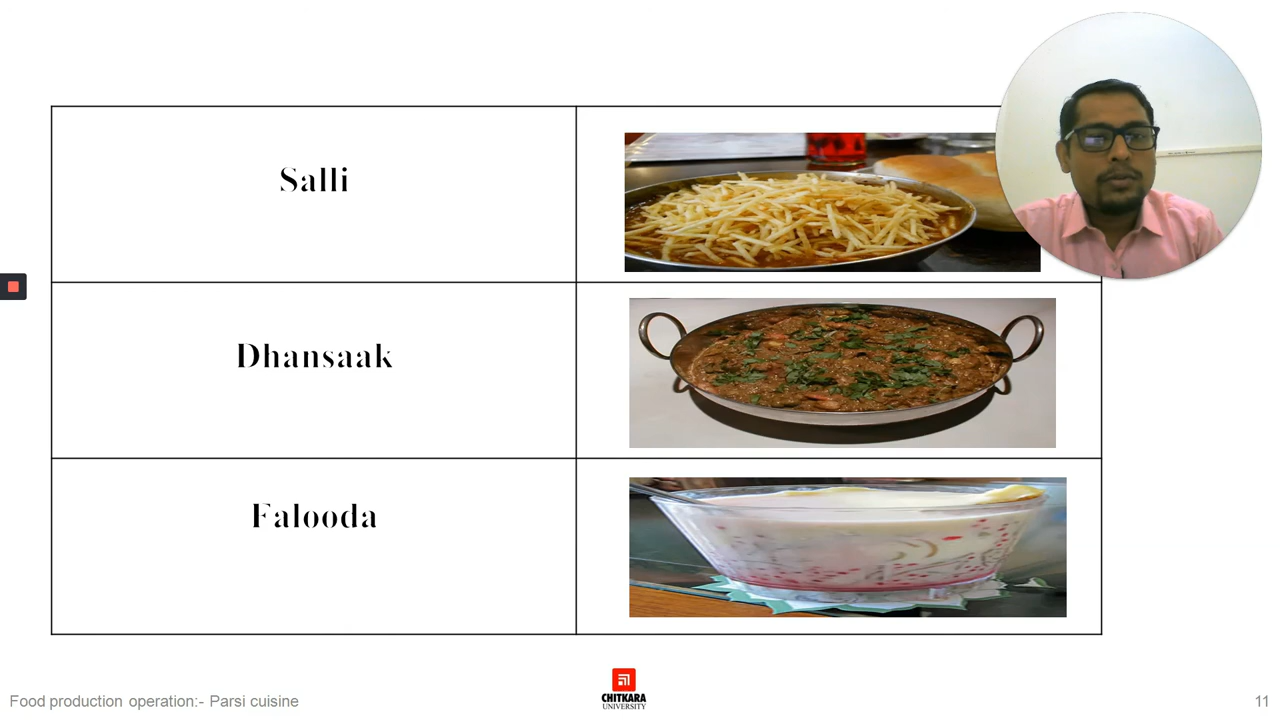 Salli
Dhansaak
Falooda
Food production operation:- Parsi cuisine
CHITKARA
UNIVERSITY
11